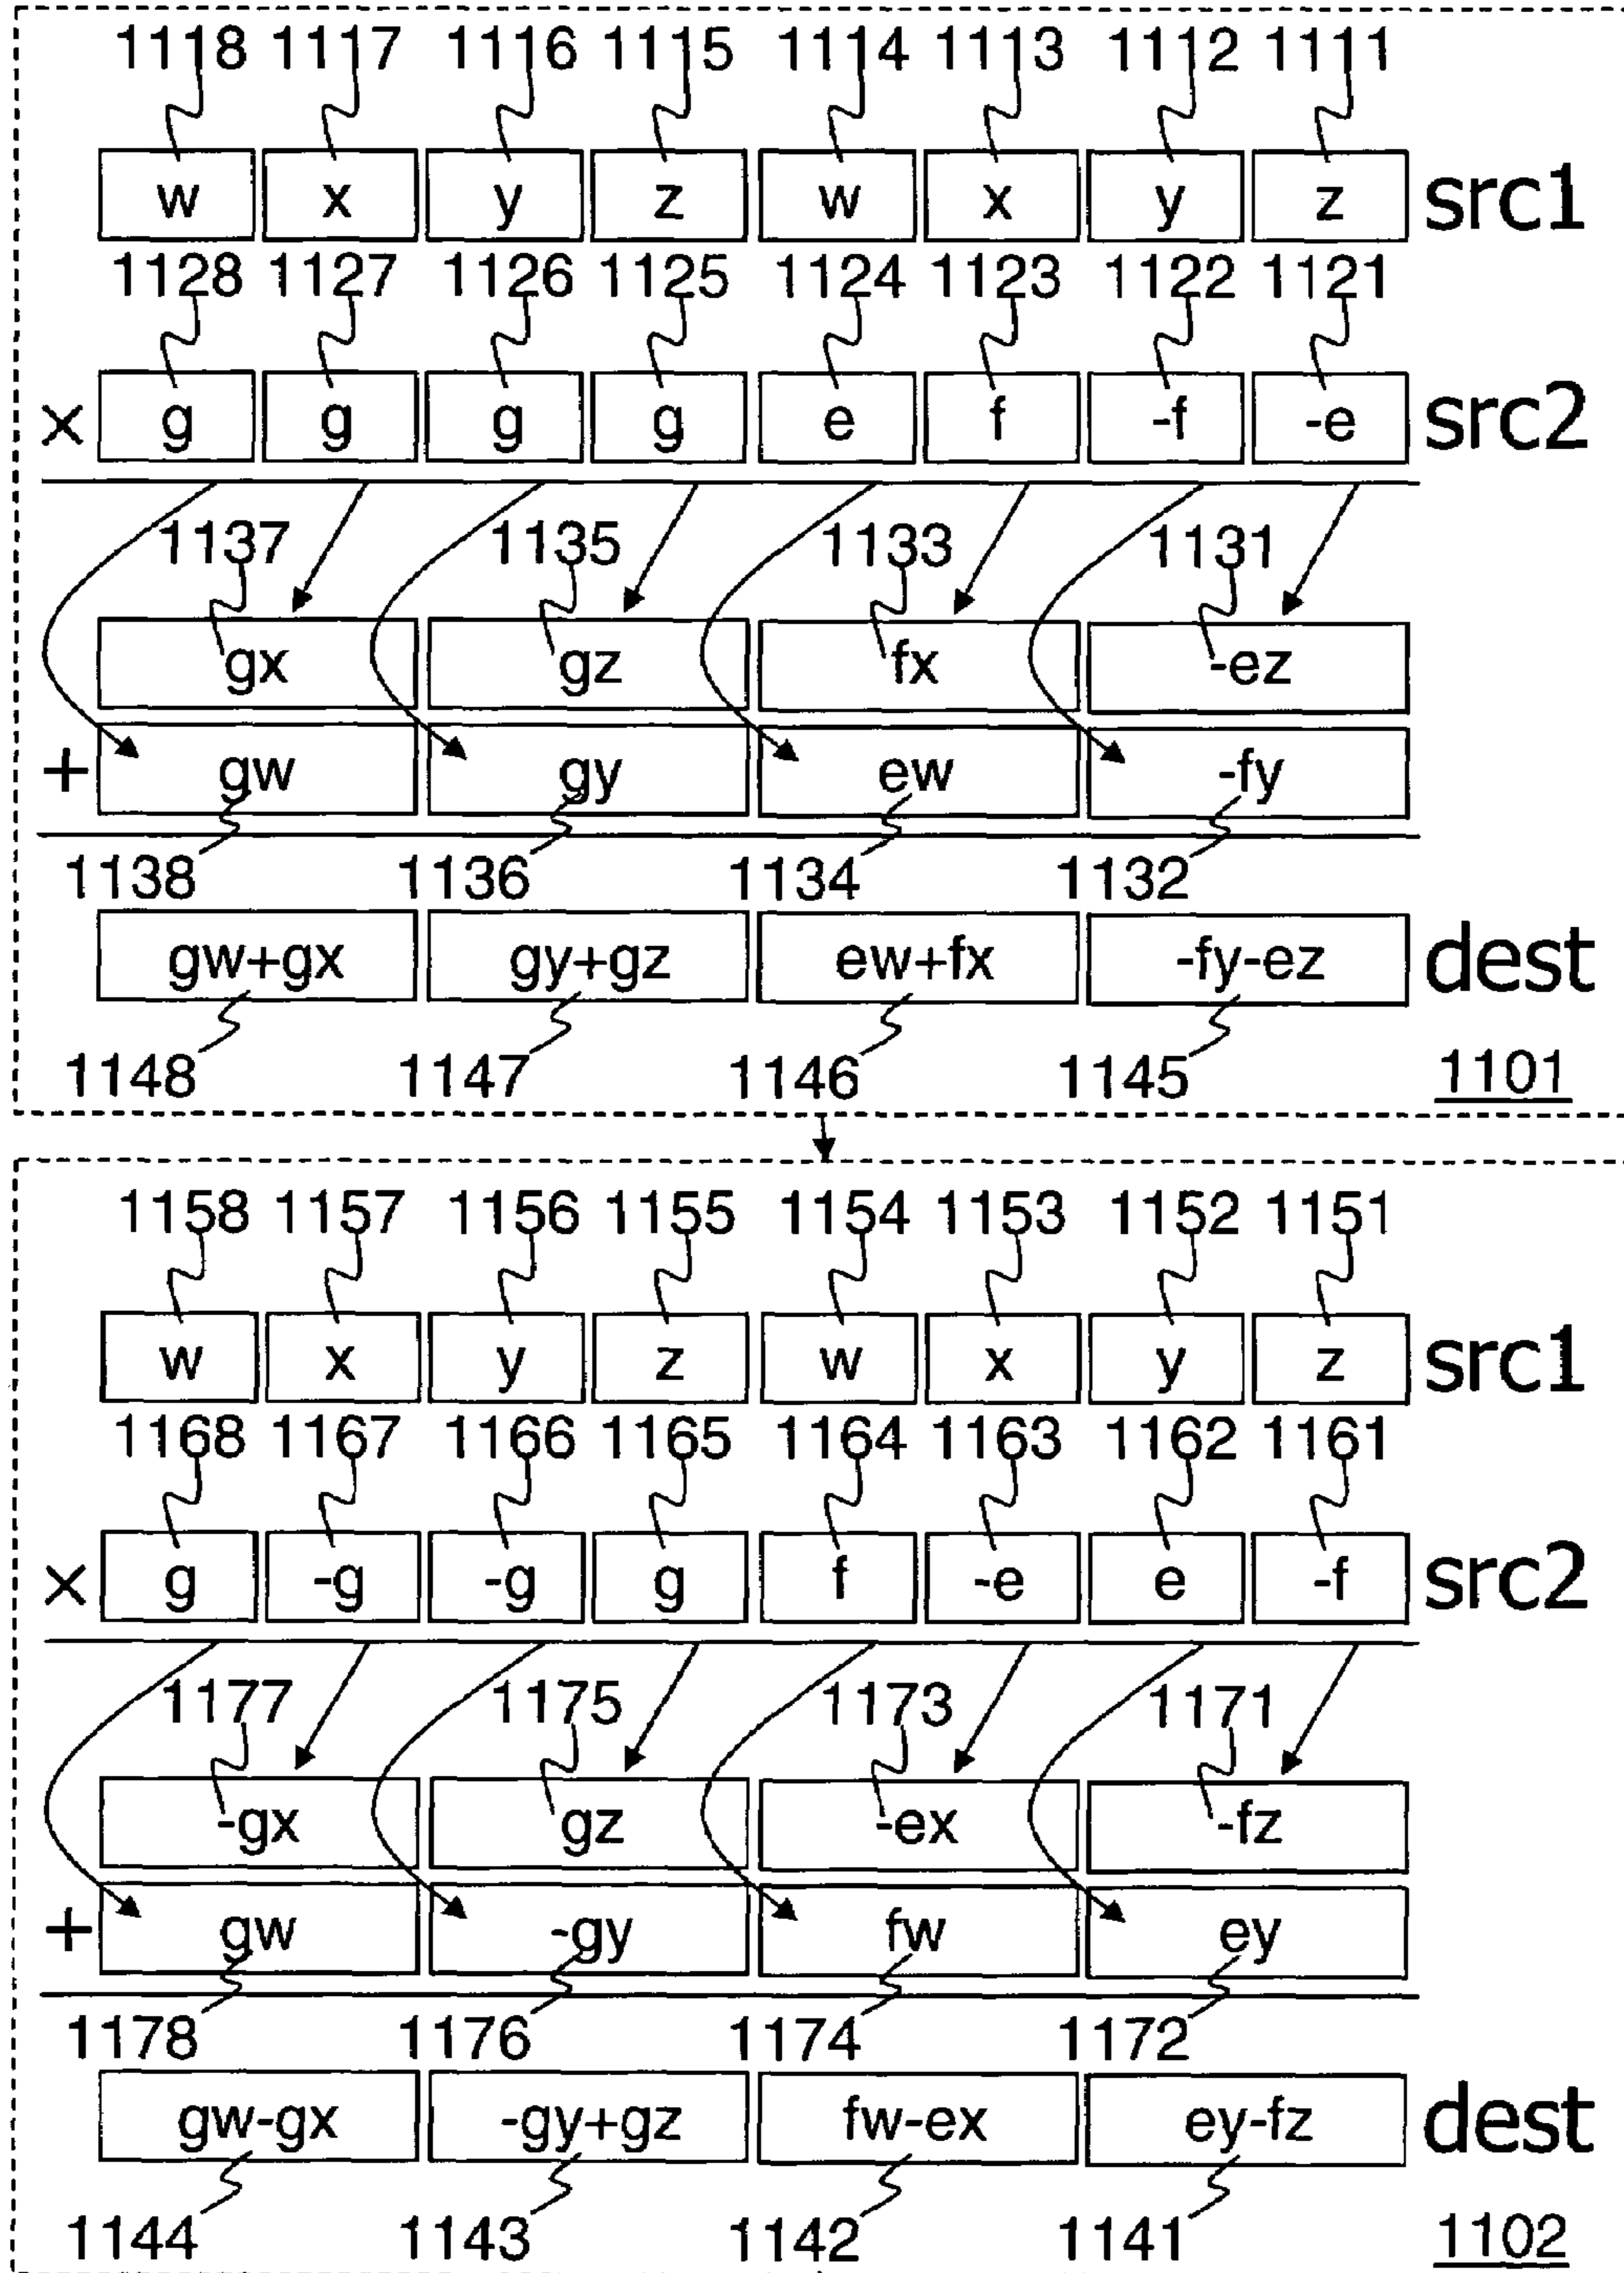 1118 1117 1116 1115 1114 1113 1112 1111
w x y z w x y z src1
1128 1127 1126 1125 1124 1123 1122 1121
× g g g g e f -f -e src2
1137 1135 1133 1131
gx gz fx -ez
+ gw gy ew -fy
1138 1136 1134 1132
gw+gx gy+gz ew+fx -fy-ez dest
1148 1147 1146 1145 1101
1158 1157 1156 1155 1154 1153 1152 1151
w x y z w x y z src1
1168 1167 1166 1165 1164 1163 1162 1161
× g -g -g g f -e e -f src2
1177 1175 1173 1171
-gx gz -ex -fz
+ gw -gy fw ey
1178 1176 1174 1172
gw-gx -gy+gz fw-ex ey-fz dest
1144 1143 1142 1141 1102